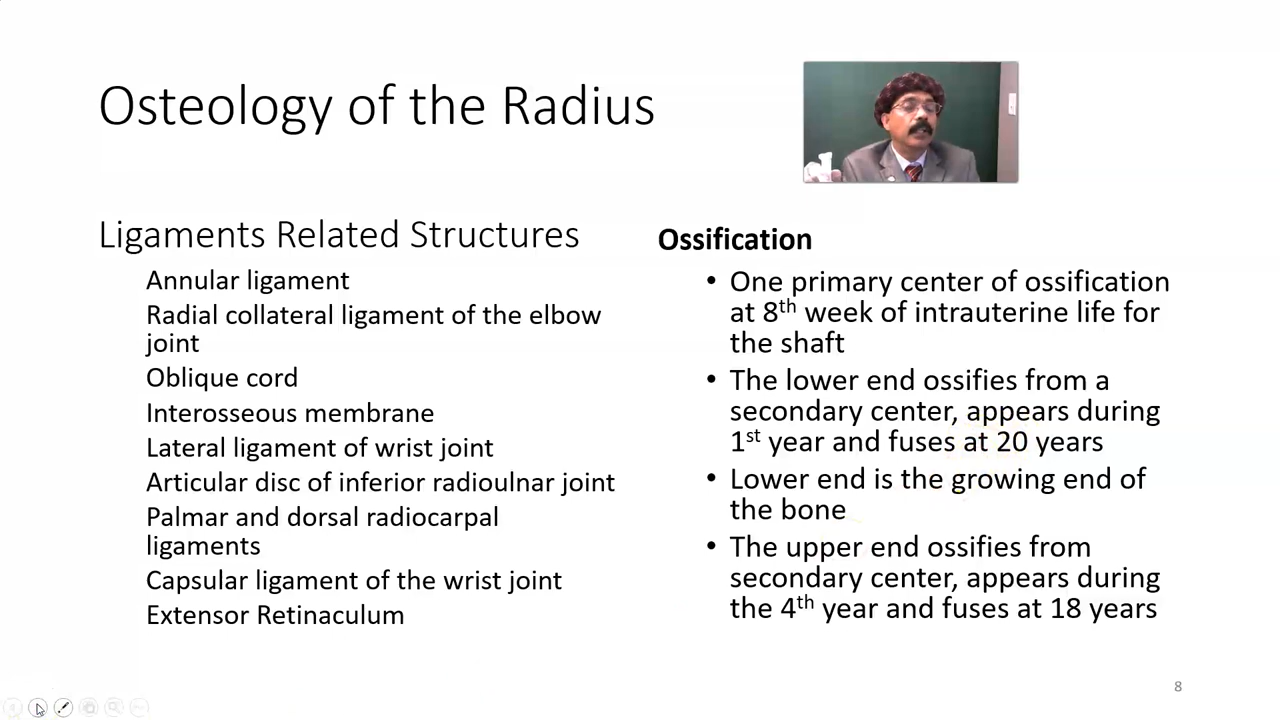 Osteology of the Radius
Ligaments Related Structures
Annular ligament
Radial collateral ligament of the elbow
joint
Oblique cord
Interosseous membrane
Lateral ligament of wrist joint
Articular disc of inferior radioulnar joint
Palmar and dorsal radiocarpal
ligaments
Capsular ligament of the wrist joint
Extensor Retinaculum
Ossification
• One primary center of ossification
at 8th week of intrauterine life for
the shaft
• The lower end ossifies from a
secondary center, appears during
1st year and fuses at 20 years
• Lower end is the growing end of
the bone
• The upper end ossifies from
secondary center, appears during
the 4th year and fuses at 18 years
8